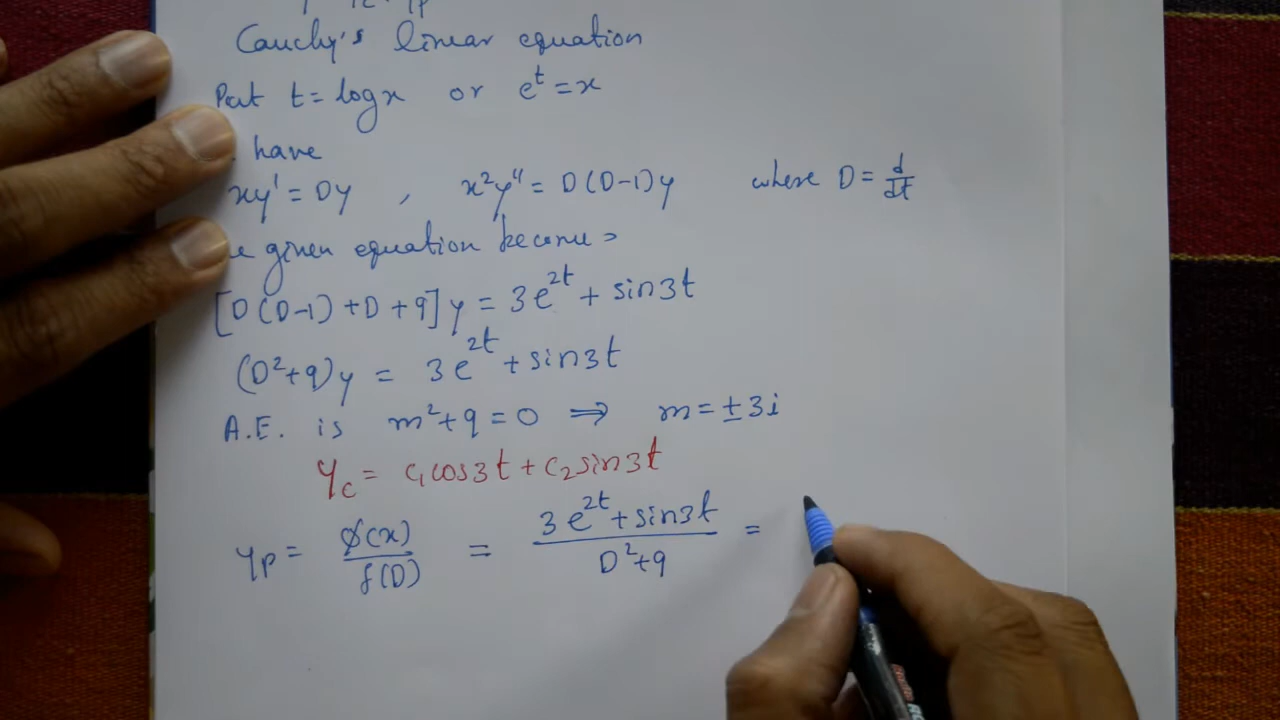 Cauchy's linear equation
Put t = logx or e^t = x
have
xy' = Dy , x²y'' = D(D-1)y where D = d/dt
given equation becomes
[D(D-1) + D + 9] y = 3e^2t + sin3t
(D²+9)y = 3e^2t + sin3t
A.E. is m²+9 = 0 ⇒ m = ±3i
y_c = c₁cos3t + c₂sin3t
y_p = ϕ(x)/f(D) = (3e^2t + sin3t)/(D²+9) =